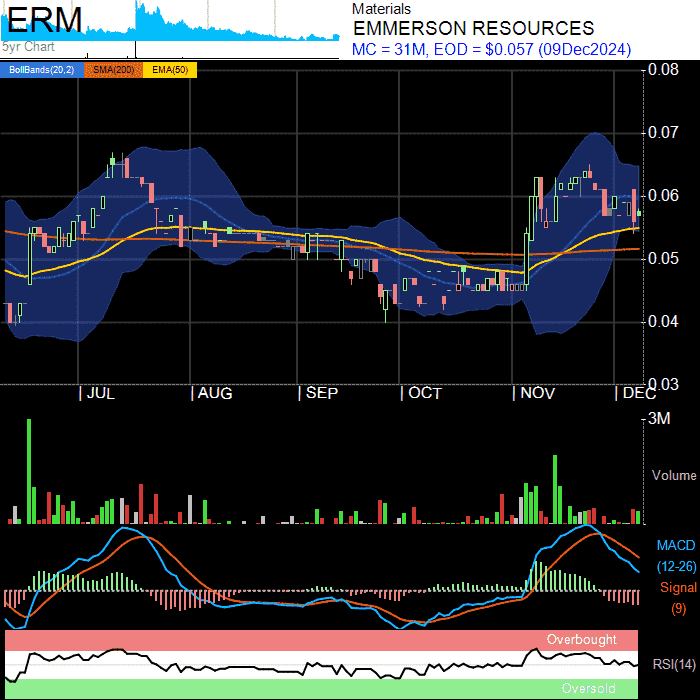 ERM
5yr Chart
Materials
EMMERSON RESOURCES
MC = 31M, EOD = $0.057 (09Dec2024)
BollBands(20,2) SMA(200) EMA(50)
0.08
0.07
0.06
0.05
0.04
0.03
| JUL | AUG | SEP | OCT | NOV | DEC
3M
Volume
MACD
(12-26)
Signal
(9)
Overbought
RSI(14)
Oversold